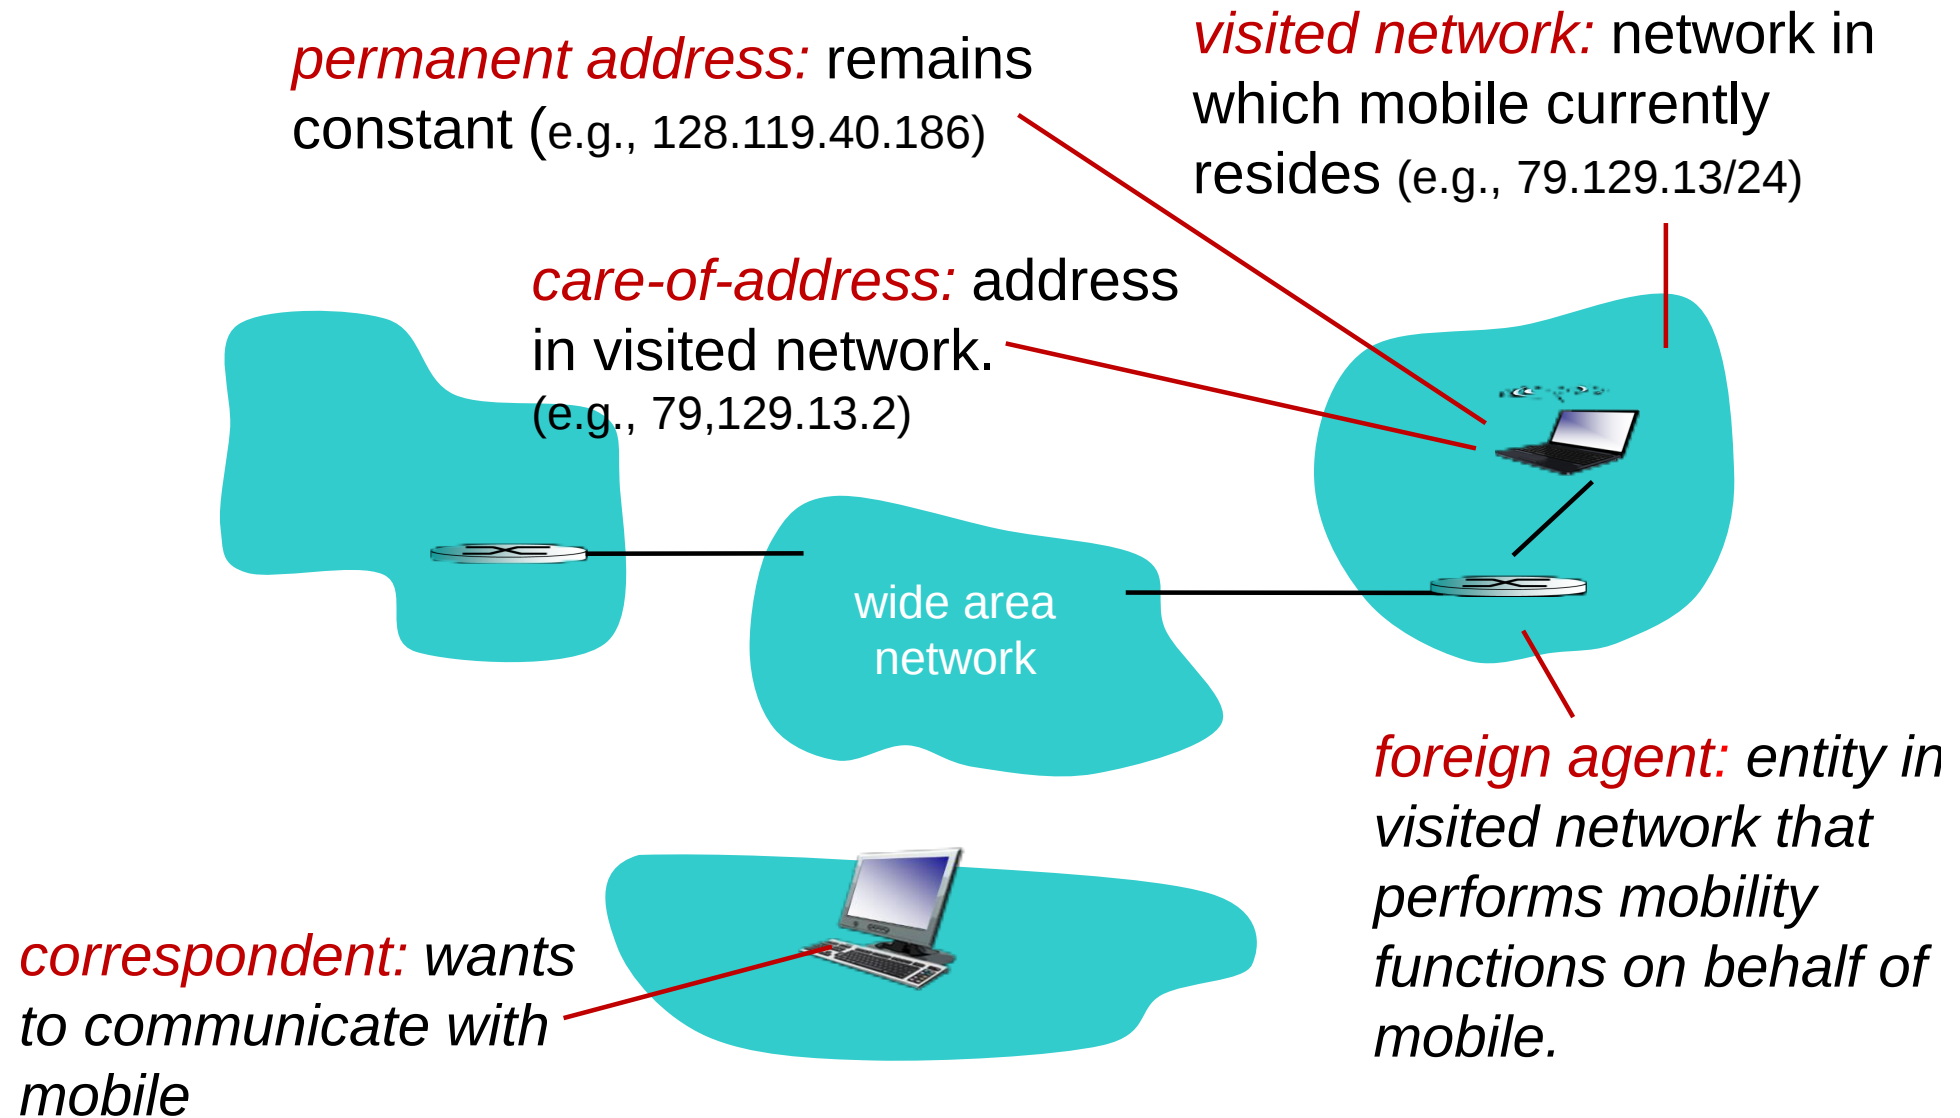 permanent address: remains
constant (e.g., 128.119.40.186)
visited network: network in
which mobile currently
resides (e.g., 79.129.13/24)
care-of-address: address
in visited network.
(e.g., 79,129.13.2)
wide area
network
foreign agent: entity in
visited network that
performs mobility
functions on behalf of
mobile.
correspondent: wants
to communicate with
mobile